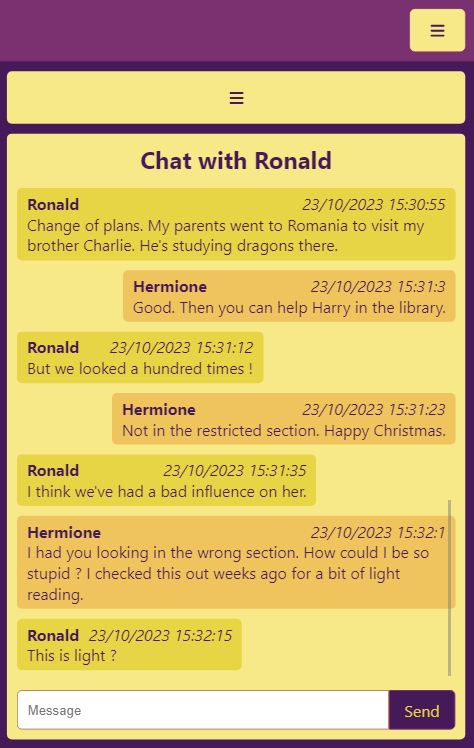 Chat with Ronald
Ronald 23/10/2023 15:30:55
Change of plans. My parents went to Romania to visit my
brother Charlie. He's studying dragons there.
Hermione 23/10/2023 15:31:3
Good. Then you can help Harry in the library.
Ronald 23/10/2023 15:31:12
But we looked a hundred times !
Hermione 23/10/2023 15:31:23
Not in the restricted section. Happy Christmas.
Ronald 23/10/2023 15:31:35
I think we've had a bad influence on her.
Hermione 23/10/2023 15:32:1
I had you looking in the wrong section. How could I be so
stupid ? I checked this out weeks ago for a bit of light
reading.
Ronald 23/10/2023 15:32:15
This is light ?
Message Send